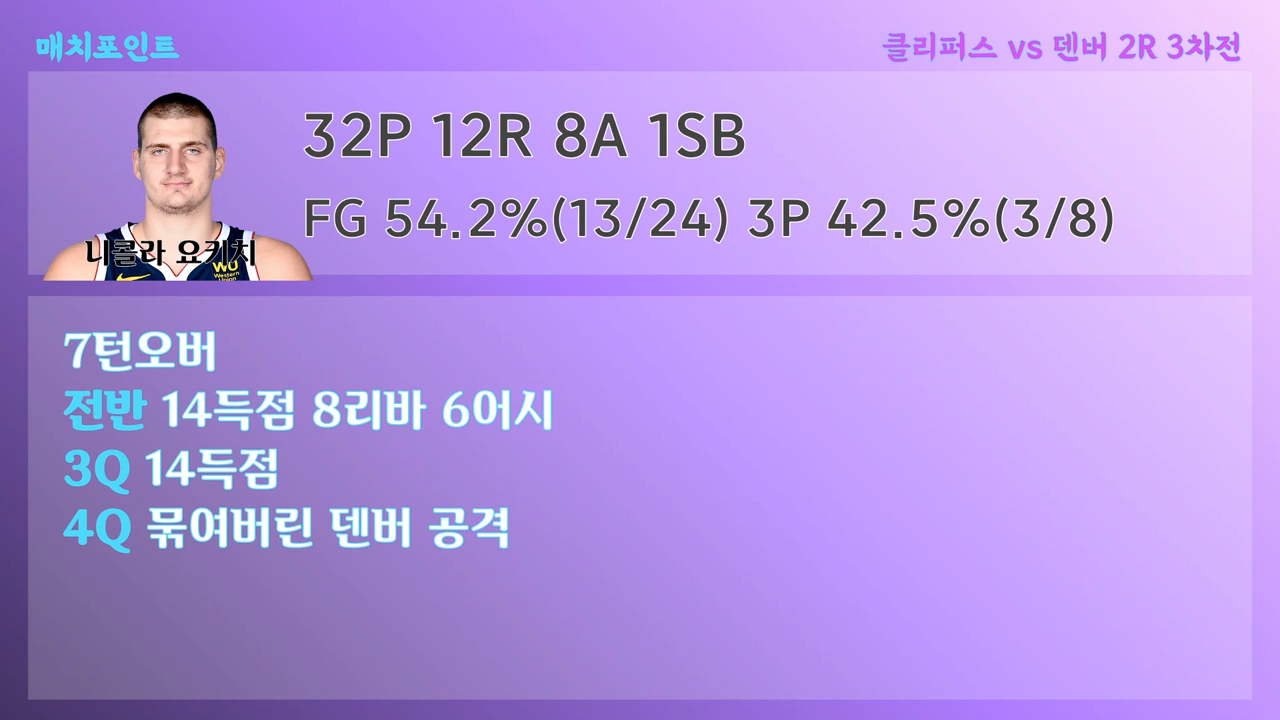 매치포인트
클리퍼스 vs 덴버 2R 3차전
32P 12R 8A 1SB
FG 54.2%(13/24) 3P 42.5%(3/8)
니콜라 요키치
WU
Western
Union
7턴오버
전반 14득점 8리바 6어시
3Q 14득점
4Q 묶여버린 덴버 공격